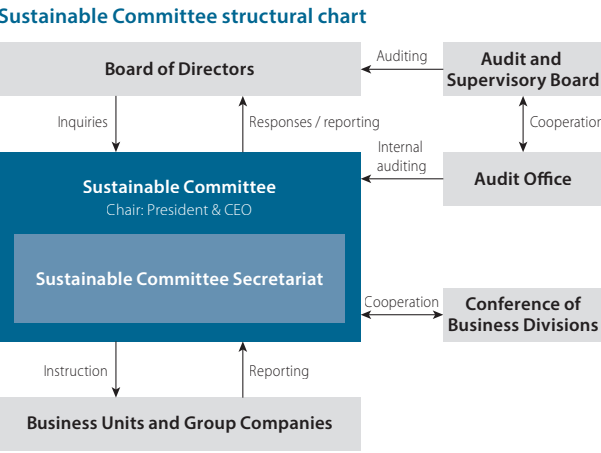 Sustainable Committee structural chart
Board of Directors
Auditing
Audit and
Supervisory Board
Inquiries
Responses / reporting
Cooperation
Internal
auditing
Audit Office
Sustainable Committee
Chair: President & CEO
Sustainable Committee Secretariat
Cooperation
Conference of
Business Divisions
Instruction
Reporting
Business Units and Group Companies